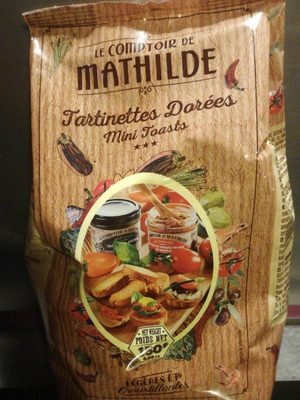 LE COMPTOIR DE
MATHILDE
Tartinettes Dorées
Mini Toasts
NET WEIGHT
POIDS NET
LÉGÈRES ET
Croustillantes